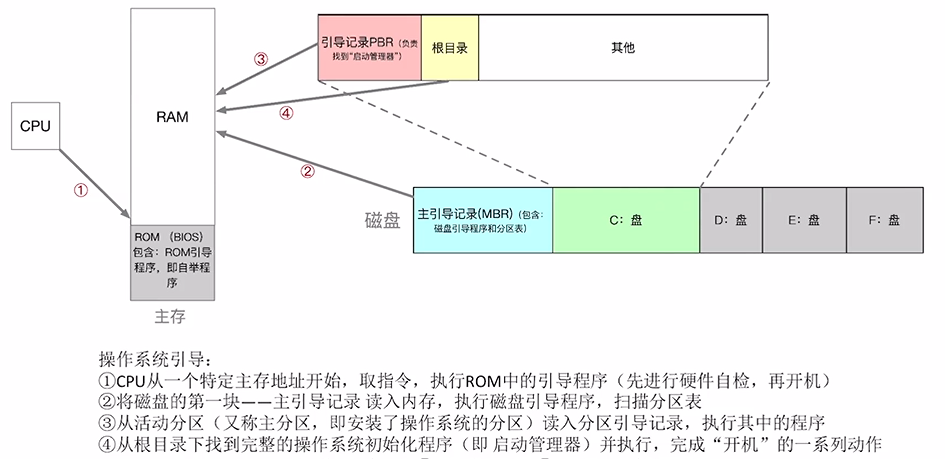 引导记录PBR（负责
找到“启动管理器”）
根目录
其他
③
④
RAM
CPU
②
①
磁盘
主引导记录(MBR)（包含：
磁盘引导程序和分区表）
C：盘
D：盘
E：盘
F：盘
ROM （BIOS）
包含：ROM引导
程序，即自举程
序
主存
操作系统引导：
①CPU从一个特定主存地址开始，取指令，执行ROM中的引导程序（先进行硬件自检，再开机）
②将磁盘的第一块——主引导记录 读入内存，执行磁盘引导程序，扫描分区表
③从活动分区（又称主分区，即安装了操作系统的分区）读入分区引导记录，执行其中的程序
④从根目录下找到完整的操作系统初始化程序（即 启动管理器）并执行，完成“开机”的一系列动作